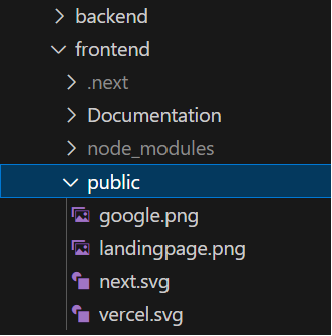 backend
frontend
.next
Documentation
node_modules
public
google.png
landingpage.png
next.svg
vercel.svg